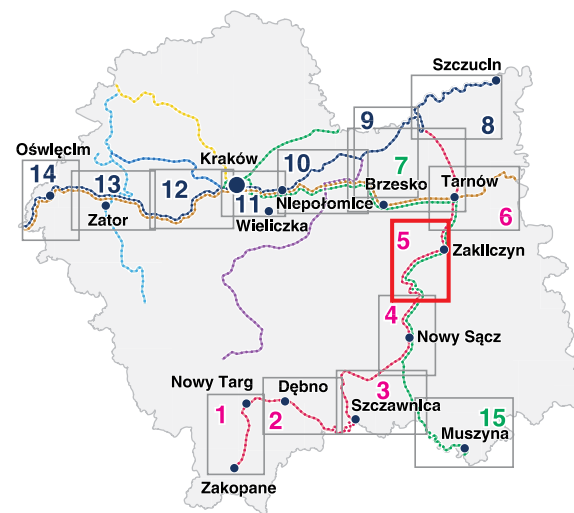 SzczucIn
9
8
OśwIęcIm
14
13
12
Kraków
10
7
11
NIepołomIce
Brzesko
Tarnów
6
Zator
WIelIczka
5
ZaklIczyn
4
Nowy Sącz
Nowy Targ
Dębno
3
1
2
SzczawnIca
15
Muszyna
Zakopane